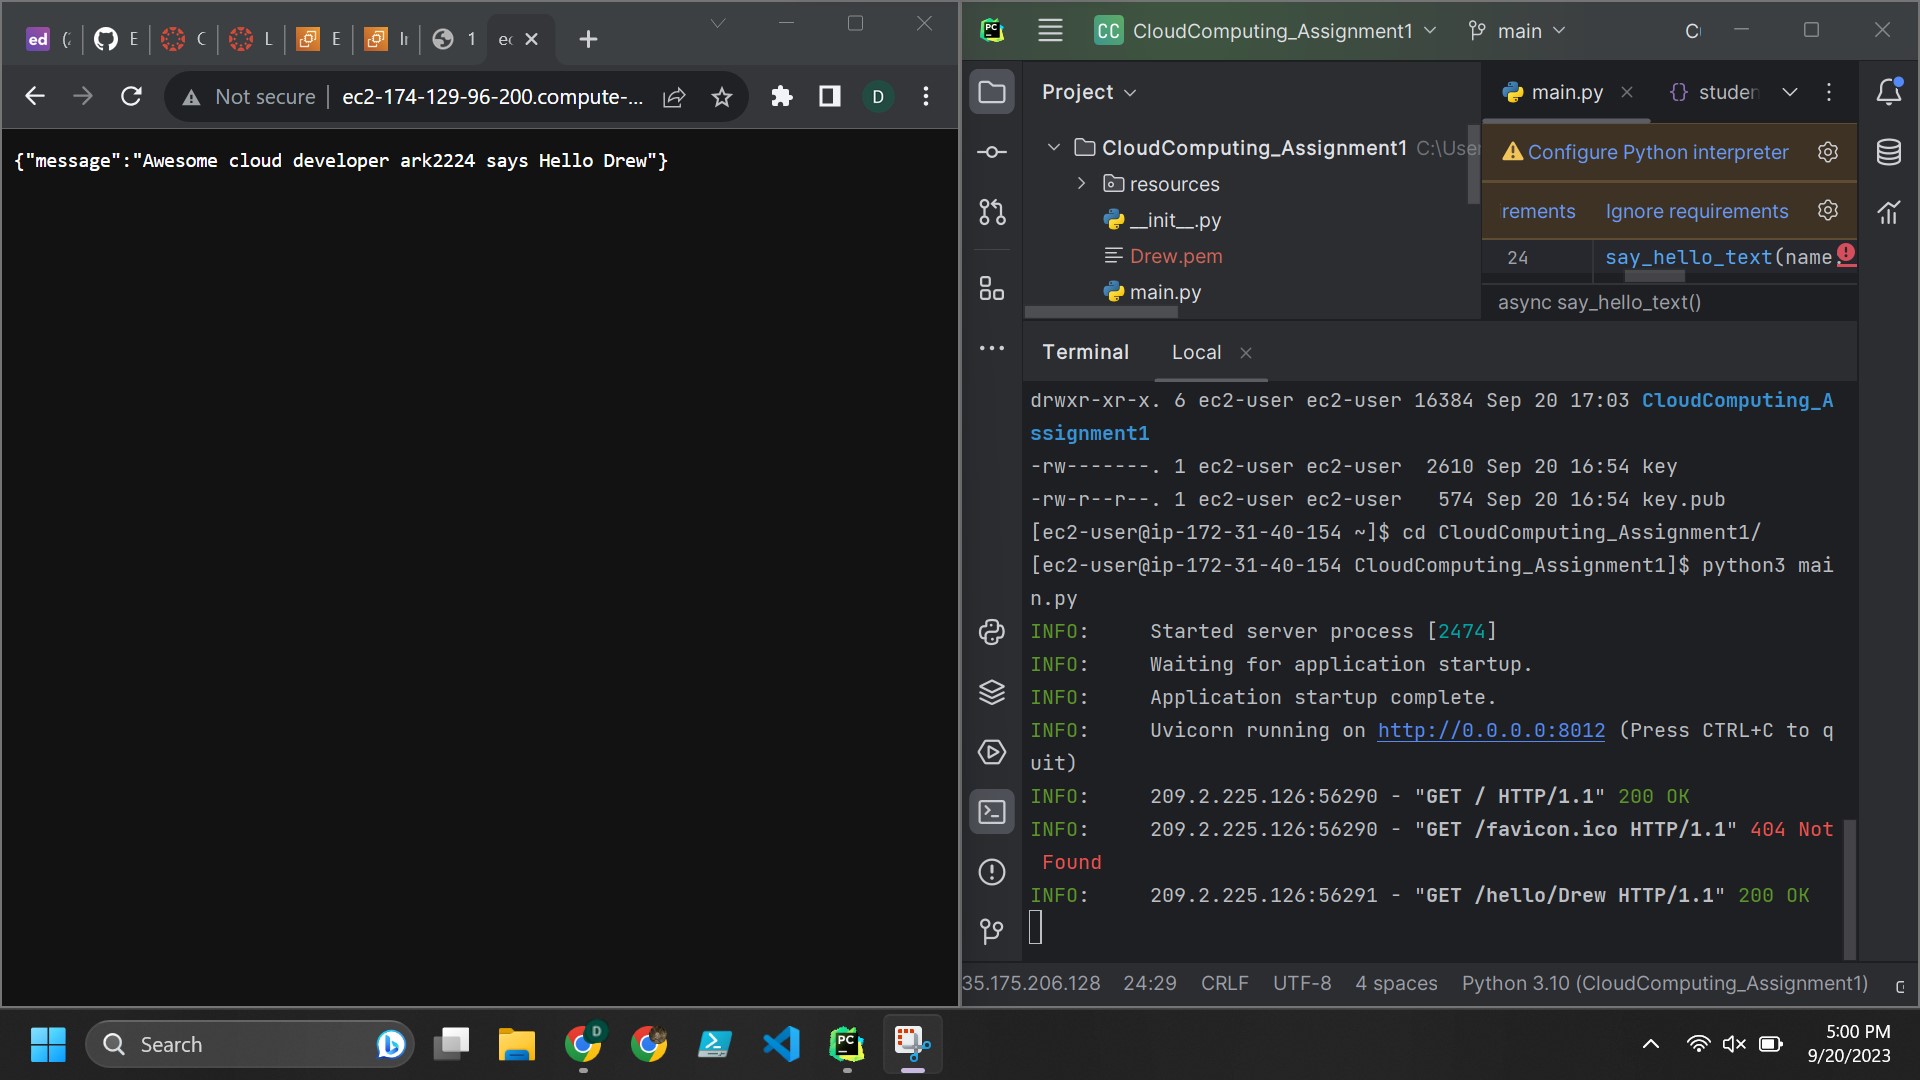 ed
(
E
C
L
E
Ir
1
ec
Not secure
ec2-174-129-96-200.compute-...
D
{"message":"Awesome cloud developer ark2224 says Hello Drew"}
PC
CC
CloudComputing_Assignment1
main
Project
CloudComputing_Assignment1 C:\User
resources
__init__.py
Drew.pem
main.py
main.py
{} studen
Configure Python interpreter
rements
Ignore requirements
24
say_hello_text(name
async say_hello_text()
Terminal
Local
drwxr-xr-x. 6 ec2-user ec2-user 16384 Sep 20 17:03 CloudComputing_A
ssignment1
-rw-------. 1 ec2-user ec2-user  2610 Sep 20 16:54 key
-rw-r--r--. 1 ec2-user ec2-user   574 Sep 20 16:54 key.pub
[ec2-user@ip-172-31-40-154 ~]$ cd CloudComputing_Assignment1/
[ec2-user@ip-172-31-40-154 CloudComputing_Assignment1]$ python3 mai
n.py
INFO:     Started server process [2474]
INFO:     Waiting for application startup.
INFO:     Application startup complete.
INFO:     Uvicorn running on http://0.0.0.0:8012 (Press CTRL+C to q
uit)
INFO:     209.2.225.126:56290 - "GET / HTTP/1.1" 200 OK
INFO:     209.2.225.126:56290 - "GET /favicon.ico HTTP/1.1" 404 Not
 Found
INFO:     209.2.225.126:56291 - "GET /hello/Drew HTTP/1.1" 200 OK
35.175.206.128
24:29
CRLF
UTF-8
4 spaces
Python 3.10 (CloudComputing_Assignment1)
Search
D
PC
5:00 PM
9/20/2023